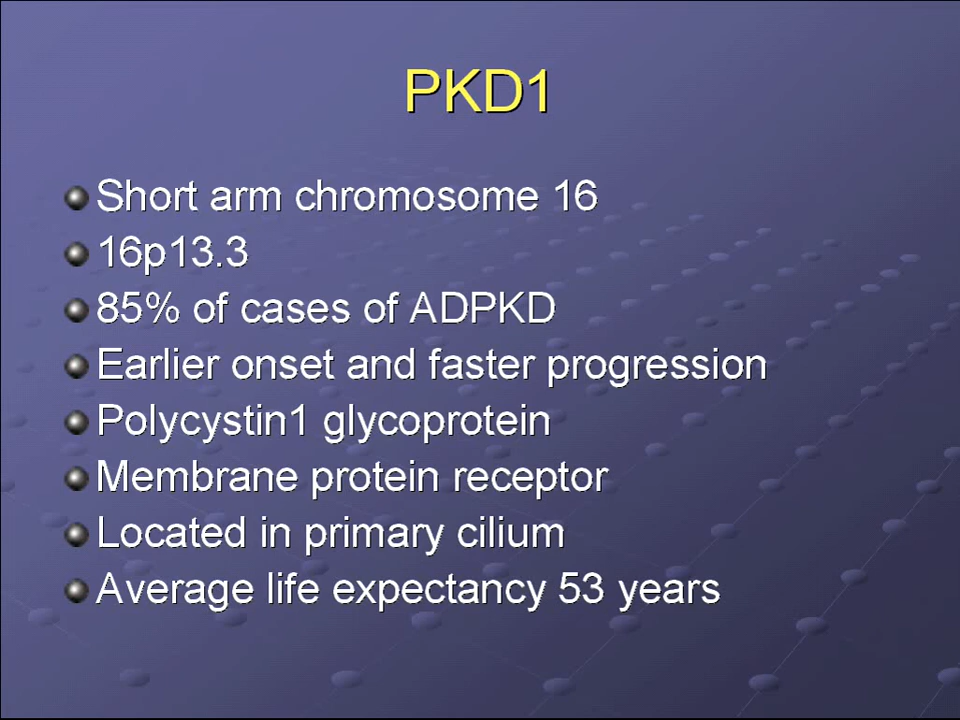 PKD1
Short arm chromosome 16
16p13.3
85% of cases of ADPKD
Earlier onset and faster progression
Polycystin1 glycoprotein
Membrane protein receptor
Located in primary cilium
Average life expectancy 53 years